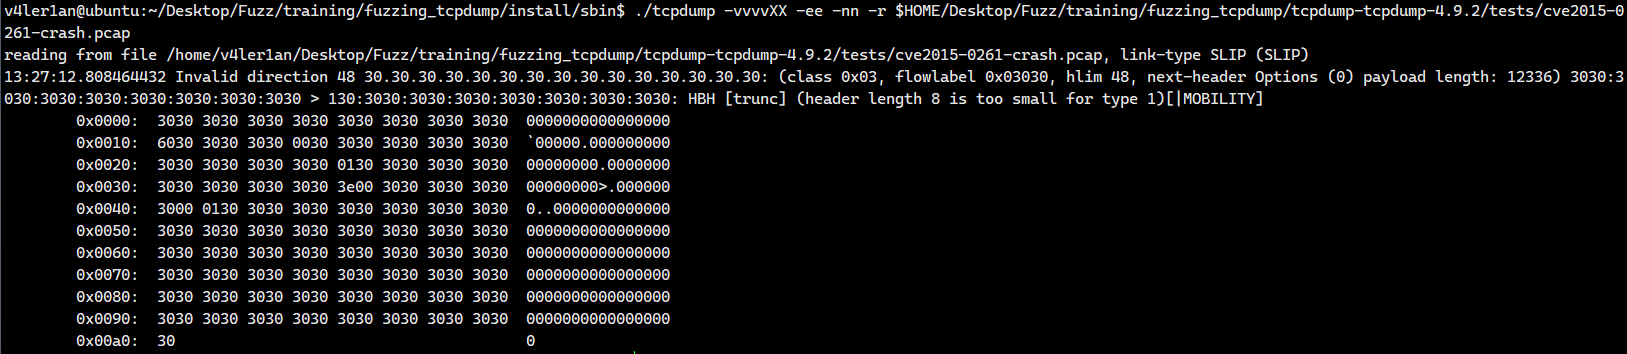 v4ler1an@ubuntu:~/Desktop/Fuzz/training/fuzzing_tcpdump/install/sbin$ ./tcpdump -vvvvXX -ee -nn -r $HOME/Desktop/Fuzz/training/fuzzing_tcpdump/tcpdump-tcpdump-4.9.2/tests/cve2015-0
261-crash.pcap
reading from file /home/v4ler1an/Desktop/Fuzz/training/fuzzing_tcpdump/tcpdump-tcpdump-4.9.2/tests/cve2015-0261-crash.pcap, link-type SLIP (SLIP)
13:27:12.808464432 Invalid direction 48 30.30.30.30.30.30.30.30.30.30.30.30.30.30.30: (class 0x03, flowlabel 0x03030, hlim 48, next-header Options (0) payload length: 12336) 3030:3
030:3030:3030:3030:3030:3030:3030 > 130:3030:3030:3030:3030:3030:3030:3030: HBH [trunc] (header length 8 is too small for type 1)[|MOBILITY]
0x0000: 3030 3030 3030 3030 3030 3030 3030 3030 0000000000000000
0x0010: 6030 3030 3030 0030 3030 3030 3030 3030 `00000.000000000
0x0020: 3030 3030 3030 3030 0130 3030 3030 3030 00000000.0000000
0x0030: 3030 3030 3030 3030 3e00 3030 3030 3030 00000000>.000000
0x0040: 3000 0130 3030 3030 3030 3030 3030 3030 0..0000000000000
0x0050: 3030 3030 3030 3030 3030 3030 3030 3030 0000000000000000
0x0060: 3030 3030 3030 3030 3030 3030 3030 3030 0000000000000000
0x0070: 3030 3030 3030 3030 3030 3030 3030 3030 0000000000000000
0x0080: 3030 3030 3030 3030 3030 3030 3030 3030 0000000000000000
0x0090: 3030 3030 3030 3030 3030 3030 3030 3030 0000000000000000
0x00a0: 30 0